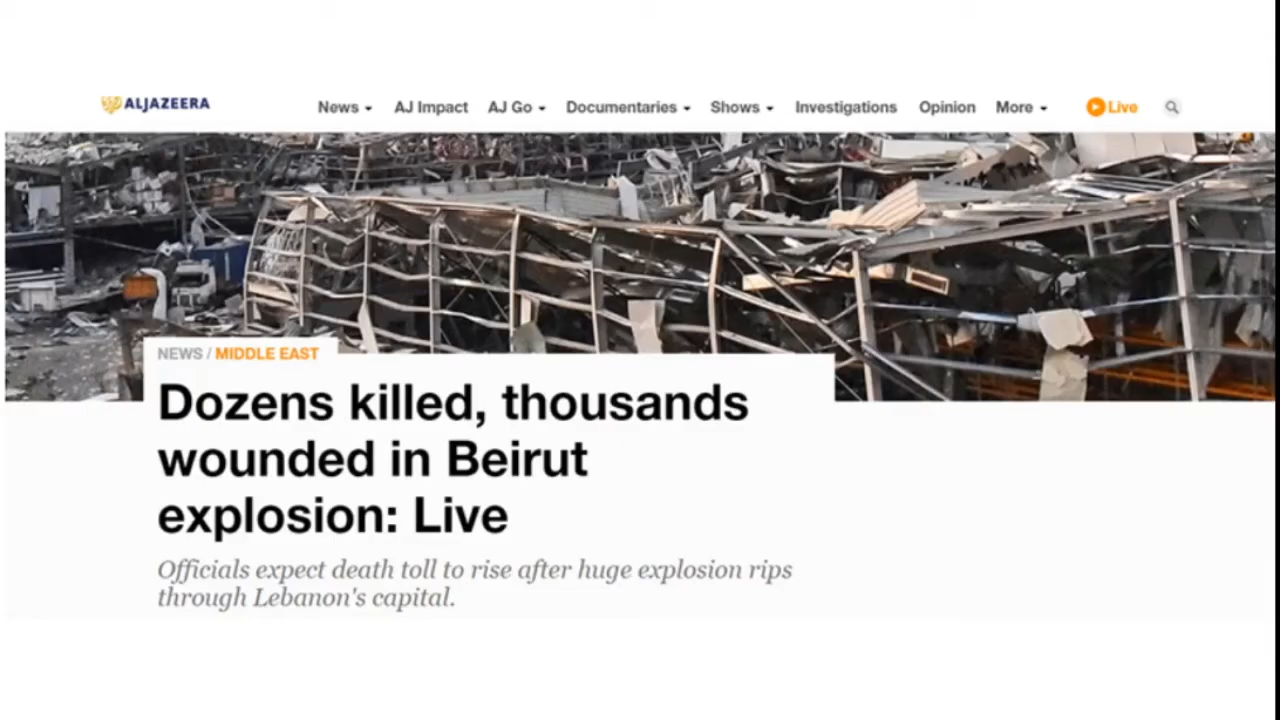 ALJAZEERA News AJ Impact AJ Go Documentaries Shows Investigations Opinion More Live
NEWS / MIDDLE EAST
Dozens killed, thousands
wounded in Beirut
explosion: Live
Officials expect death toll to rise after huge explosion rips
through Lebanon's capital.